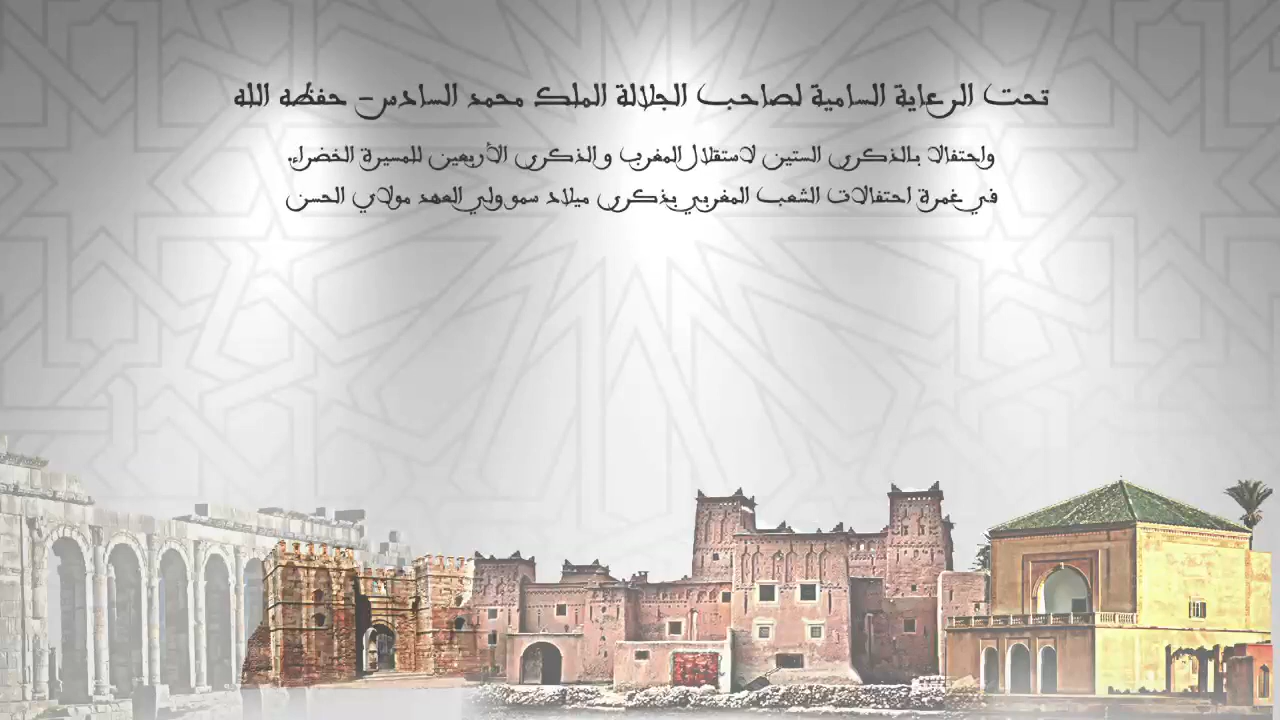 تحت الرعاية السامية لصاحب الجلالة الملك محمد السادس- حفظه الله
واحتفالا بالذكرى الستين لاستقلال المغرب والذكرى الأربعين للمسيرة الخضراء.
في غمرة احتفالات الشعب المغربي بذكرى ميلاد سمو ولي العهد مولاي الحسن